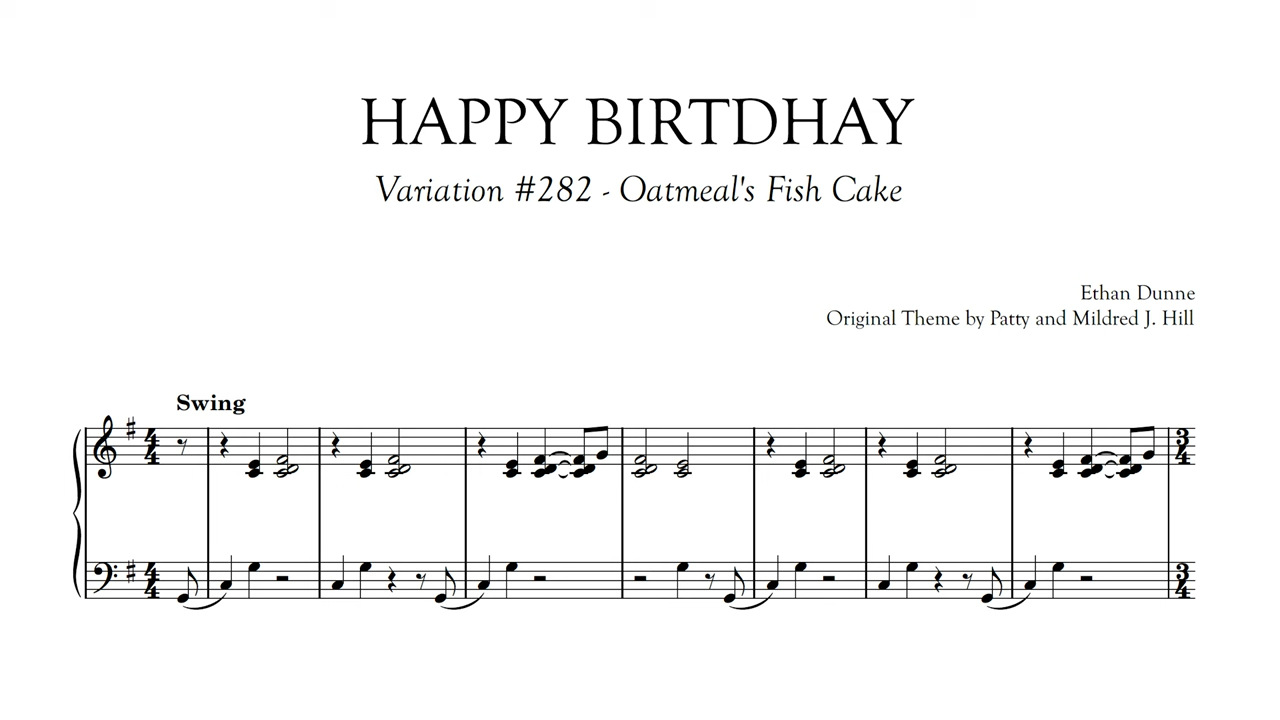 HAPPY BIRTDHAY
Variation #282 - Oatmeal's Fish Cake
Ethan Dunne
Original Theme by Patty and Mildred J. Hill
Swing